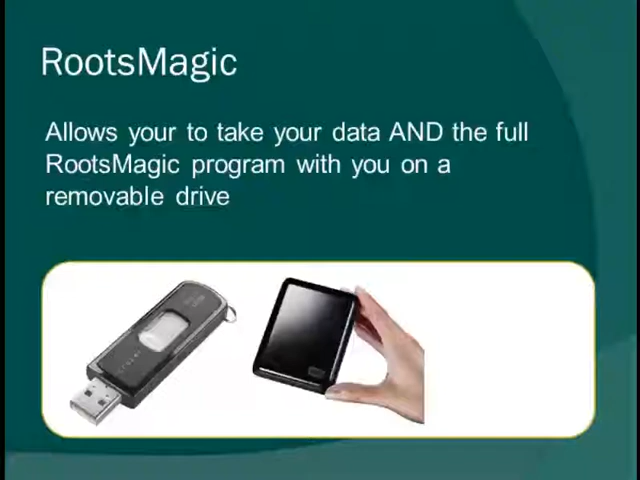 RootsMagic
Allows your to take your data AND the full
RootsMagic program with you on a
removable drive